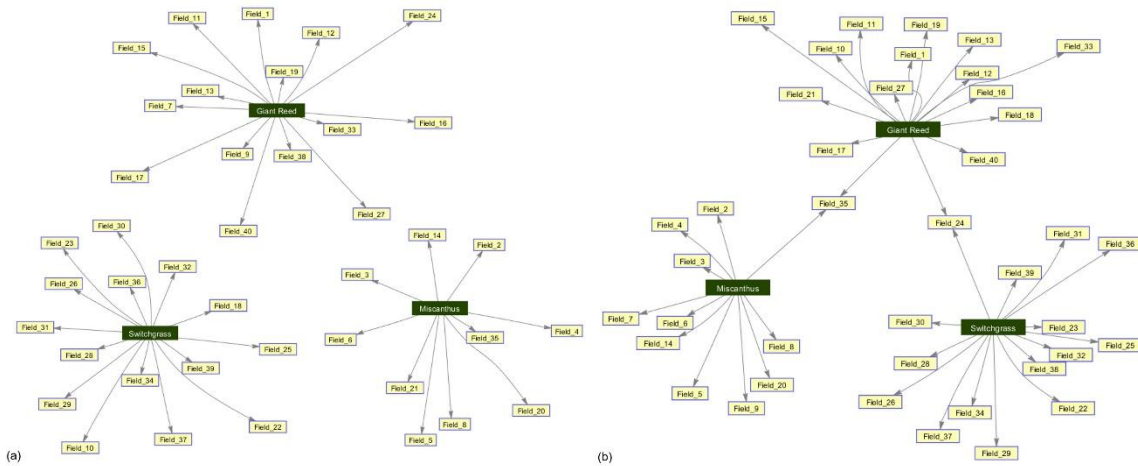 Field_11
Field_1
Field_24
Field_12
Field_15
Field_19
Field_13
Field_7
Giant Reed
Field_16
Field_33
Field_9
Field_38
Field_17
Field_27
Field_40
Field_30
Field_23
Field_32
Field_26
Field_36
Field_18
Field_31
Switchgrass
Field_25
Field_28
Field_39
Field_34
Field_29
Field_22
Field_37
Field_10
Field_14
Field_2
Field_3
Miscanthus
Field_4
Field_6
Field_35
Field_21
Field_20
Field_8
Field_5
(a)
Field_15
Field_11
Field_19
Field_13
Field_10
Field_1
Field_33
Field_12
Field_27
Field_16
Field_21
Field_18
Giant Reed
Field_17
Field_40
Field_35
Field_24
Field_2
Field_4
Field_3
Miscanthus
Field_7
Field_6
Field_14
Field_8
Field_5
Field_20
Field_9
Field_31
Field_36
Field_39
Field_30
Switchgrass
Field_23
Field_25
Field_32
Field_28
Field_38
Field_26
Field_34
Field_22
Field_37
Field_29
(b)